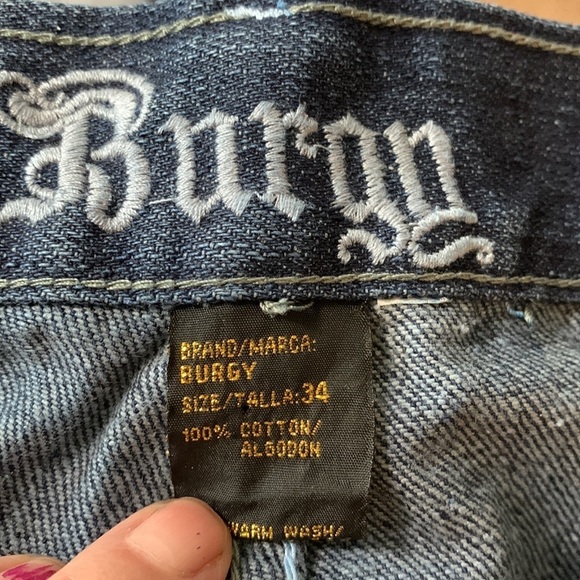 Burgy
BRAND/MARCA:
BURGY
SIZE/TALLA:34
100% COTTON/
ALGODON
WARM WASH/